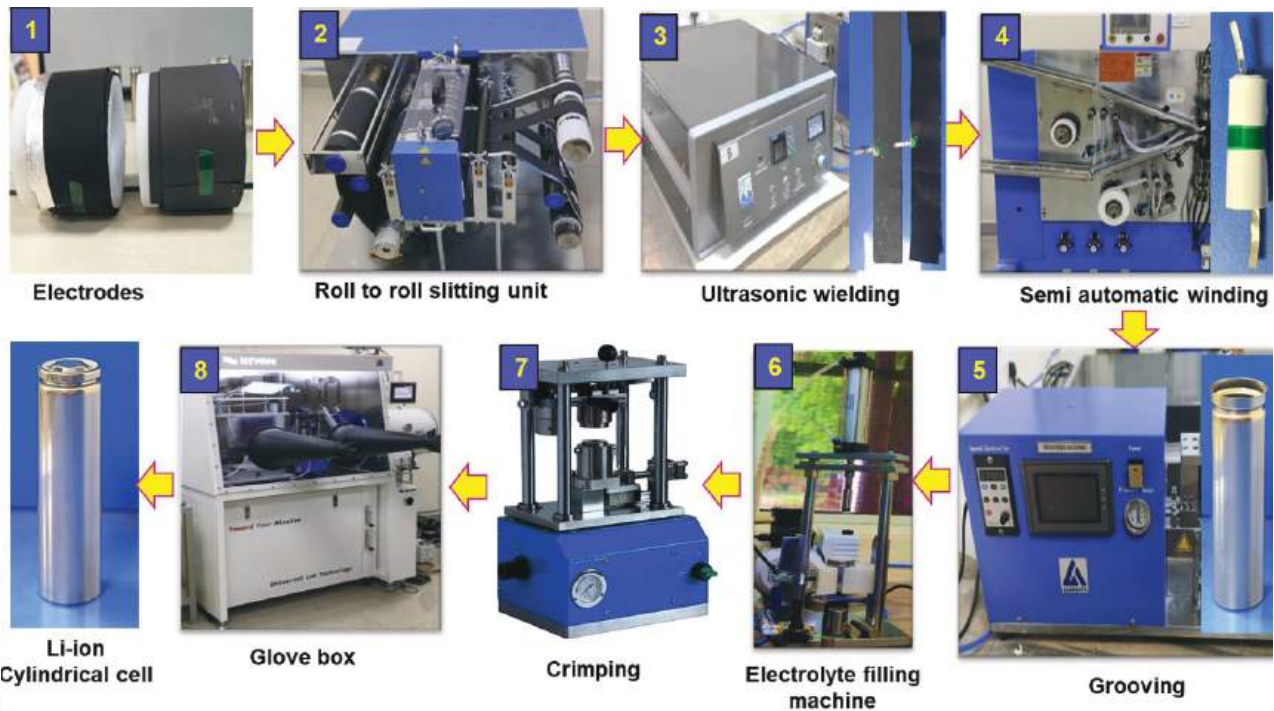 1
2
3
4
Electrodes
Roll to roll slitting unit
Ultrasonic wielding
Semi automatic winding
8
7
6
5
Li-ion
Cylindrical cell
Glove box
Crimping
Electrolyte filling
machine
Grooving